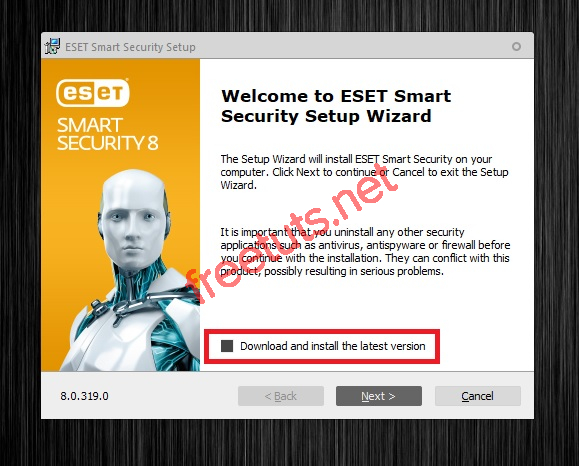 ESET Smart Security Setup
eset
SMART
SECURITY 8
Welcome to ESET Smart
Security Setup Wizard
The Setup Wizard will install ESET Smart Security on your
computer. Click Next to continue or Cancel to exit the Setup
Wizard.
It is important that you uninstall any other security
applications such as antivirus, antispyware or firewall before
you continue with the installation. They can conflict with this
product, possibly resulting in serious problems.
freetuts.net
Download and install the latest version
8.0.319.0
< Back
Next >
Cancel